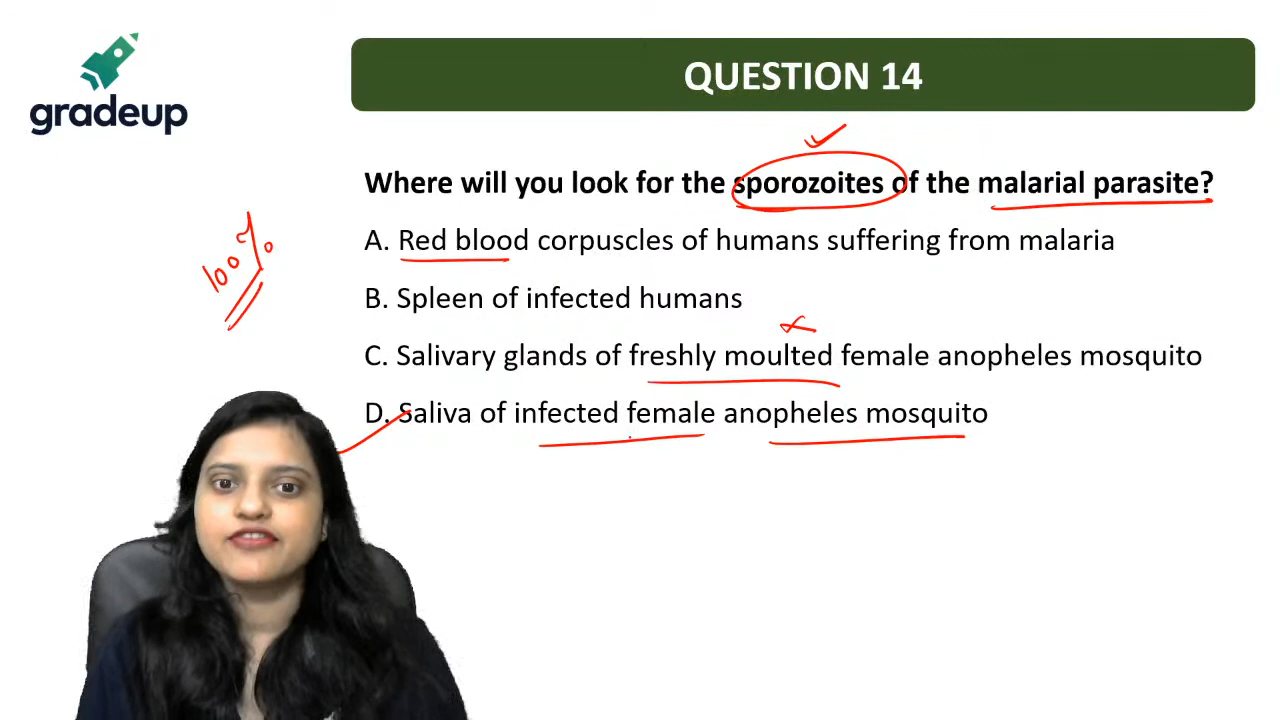 gradeup
QUESTION 14
Where will you look for the sporozoites of the malarial parasite?
A. Red blood corpuscles of humans suffering from malaria
B. Spleen of infected humans
C. Salivary glands of freshly moulted female anopheles mosquito
D. Saliva of infected female anopheles mosquito
100%